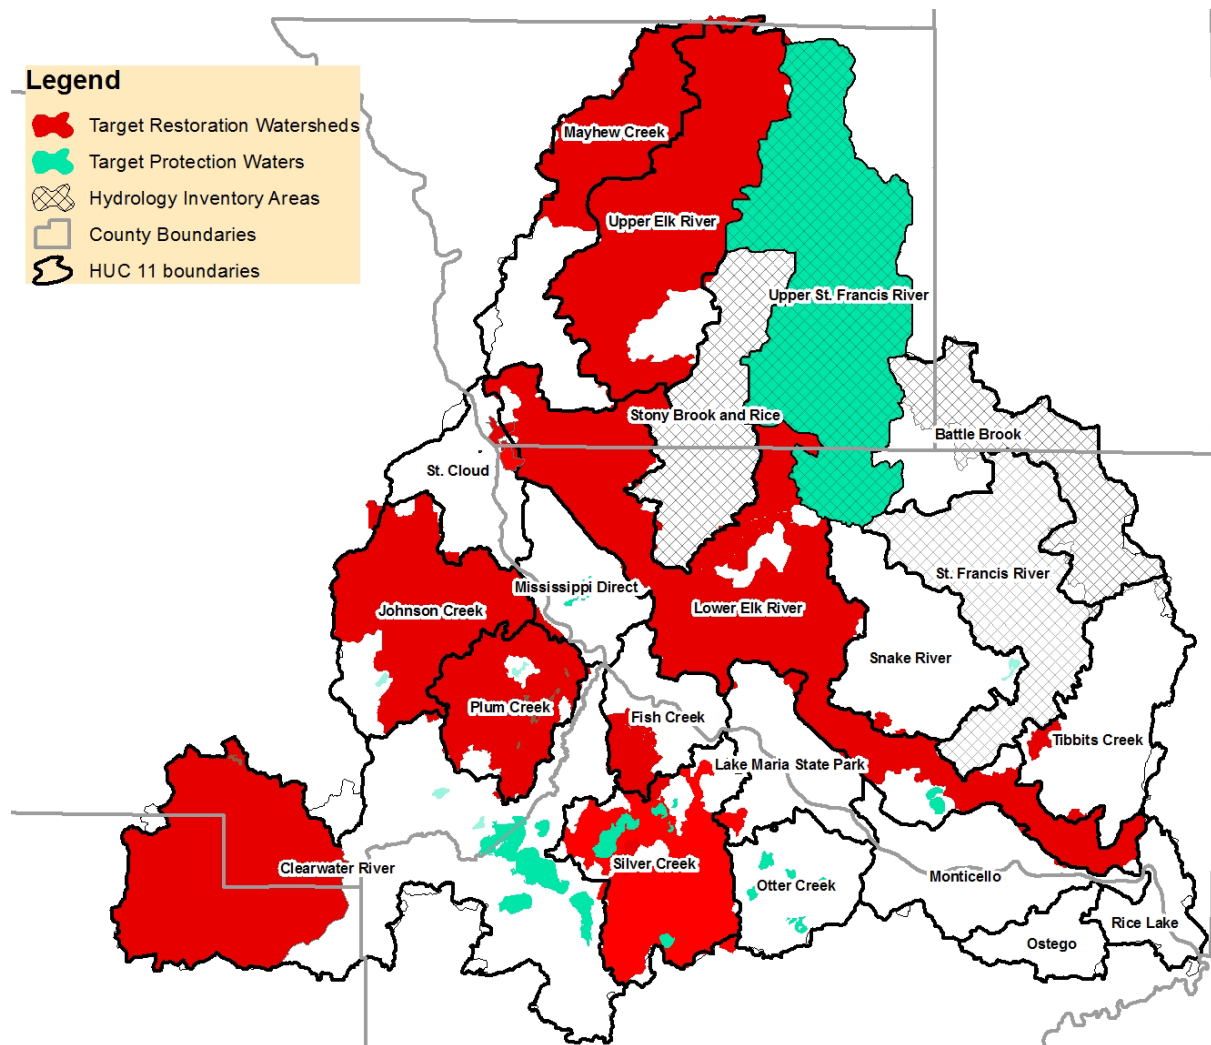 Legend
Target Restoration Watersheds
Target Protection Waters
Hydrology Inventory Areas
County Boundaries
HUC 11 boundaries
Mayhew Creek
Upper Elk River
Upper St. Francis River
Stony Brook and Rice
Battle Brook
St. Cloud
St. Francis River
Mississippi Direct
Johnson Creek
Lower Elk River
Snake River
Plum Creek
Fish Creek
Tibbits Creek
Lake Maria State Park
Clearwater River
Silver Creek
Otter Creek
Monticello
Rice Lake
Ostego